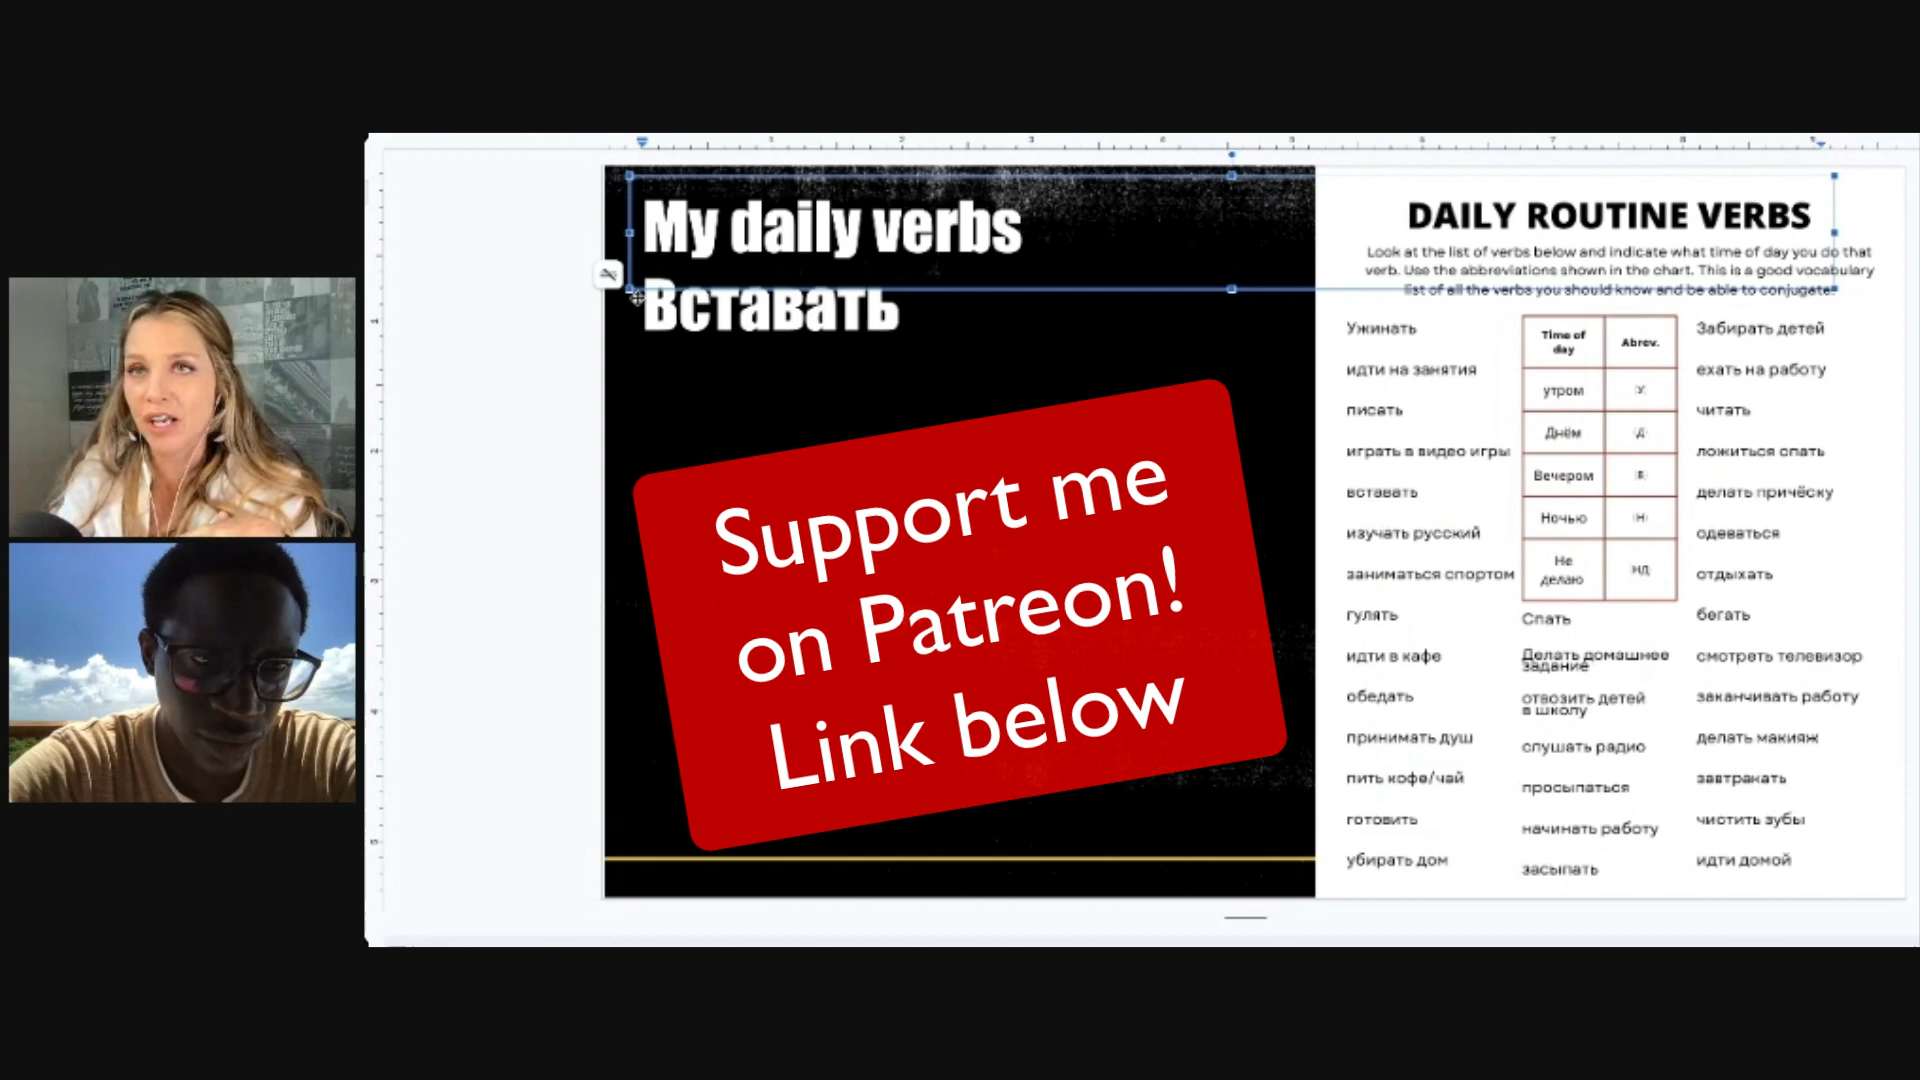 My daily verbs
Вставать
Support me
on Patreon!
Link below
DAILY ROUTINE VERBS
Look at the list of verbs below and indicate what time of day you do that
verb. Use the abbreviations shown in the chart. This is a good vocabulary
list of all the verbs you should know and be able to conjugate.
Ужинать
идти на занятия
писать
играть в видео игры
вставать
изучать русский
заниматься спортом
гулять
идти в кафе
обедать
принимать душ
пить кофе/чай
готовить
убирать дом
Time of day
Abrev.
утром
(У)
Днём
(Д)
Вечером
(В)
Ночью
(Н)
Не делаю
НД
Спать
Делать домашнее
задание
отвозить детей
в школу
слушать радио
просыпаться
начинать работу
засыпать
Забирать детей
ехать на работу
читать
ложиться спать
делать причёску
одеваться
отдыхать
бегать
смотреть телевизор
заканчивать работу
делать макияж
завтракать
чистить зубы
идти домой